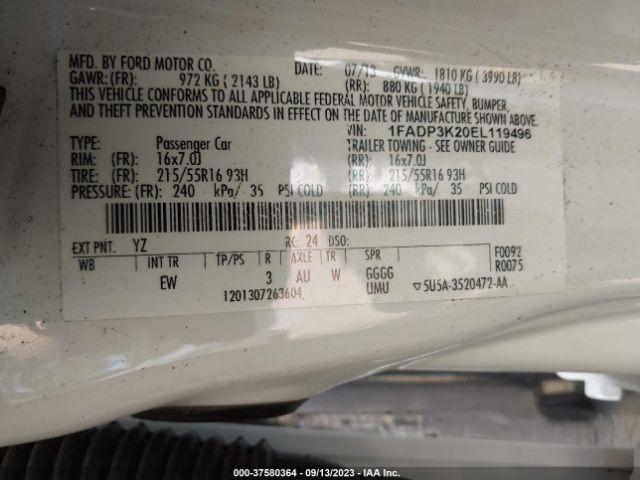 MFD. BY FORD MOTOR CO. DATE: 07/13 GVWR: 1810 KG ( 3990 LB)
GAWR: (FR) 972 KG ( 2143 LB) (RR) 880 KG ( 1940 LB)
THIS VEHICLE CONFORMS TO ALL APPLICABLE FEDERAL MOTOR VEHICLE SAFETY, BUMPER,
AND THEFT PREVENTION STANDARDS IN EFFECT ON THE DATE OF MANUFACTURE SHOWN ABOVE.
VIN: 1FADP3K20EL119496
TYPE: Passenger Car TRAILER TOWING - SEE OWNER GUIDE
RIM: (FR) 16x7.0J (RR) 16x7.0J
TIRE: (FR) 215/55R16 93H (RR) 215/55R16 93H
PRESSURE: (FR) 240 kPa/ 35 PSI COLD (RR) 240 kPa/ 35 PSI COLD
EXT PNT. YZ RC: 24 DSO:
WB INT TR TP/PS R AXLE TR SPR F0092
R0075
EW 3 AU W GGGG
UMU 5U5A-3520472-AA
1201307263604
000-37580364 - 09/13/2023 - IAA Inc.